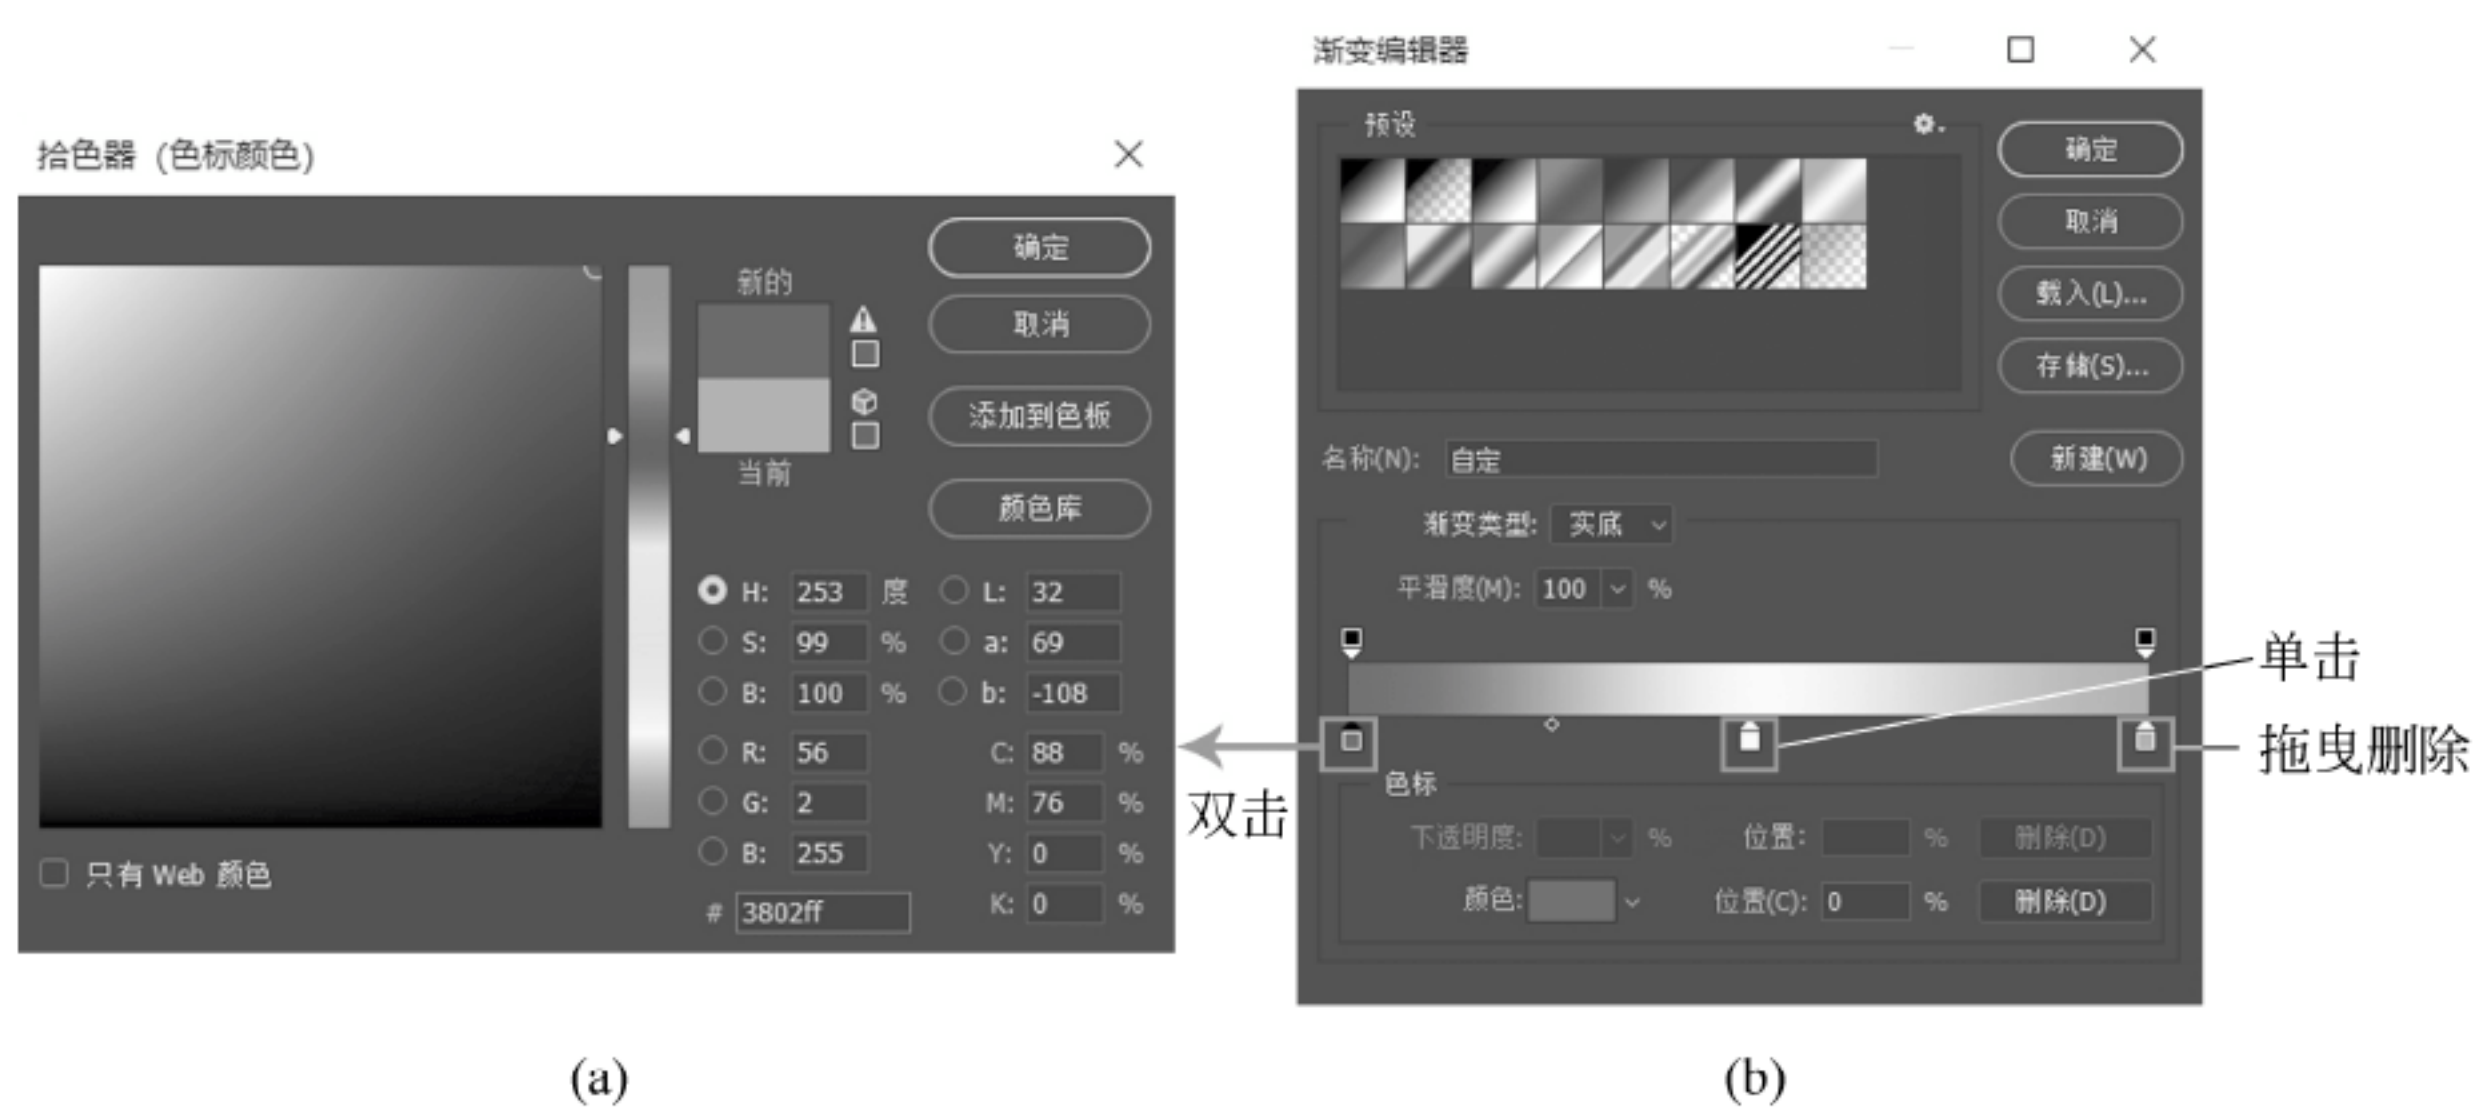 拾色器 (色标颜色)
新的
当前
确定
取消
添加到色板
颜色库
H: 253 度
S: 99 %
B: 100 %
R: 56
G: 2
B: 255
# 3802ff
L: 32
a: 69
b: -108
C: 88 %
M: 76 %
Y: 0 %
K: 0 %
只有 Web 颜色
(a)
双击
渐变编辑器
预设
确定
取消
载入(L)...
存储(S)...
名称(N): 自定
新建(W)
渐变类型: 实底
平滑度(M): 100 %
单击
拖曳删除
色标
下透明度: % 位置: % 删除(D)
颜色: 位置(C): 0 % 删除(D)
(b)